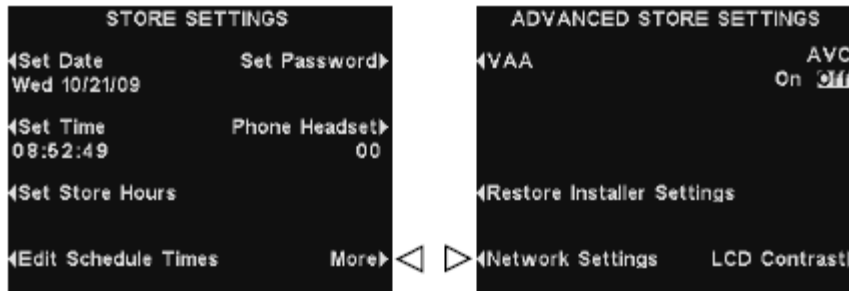 STORE SETTINGS
Set Date Set Password
Wed 10/21/09
Set Time Phone Headset
08:52:49 00
Set Store Hours
Edit Schedule Times More
ADVANCED STORE SETTINGS
VAA AVC
On Off
Restore Installer Settings
Network Settings LCD Contrast